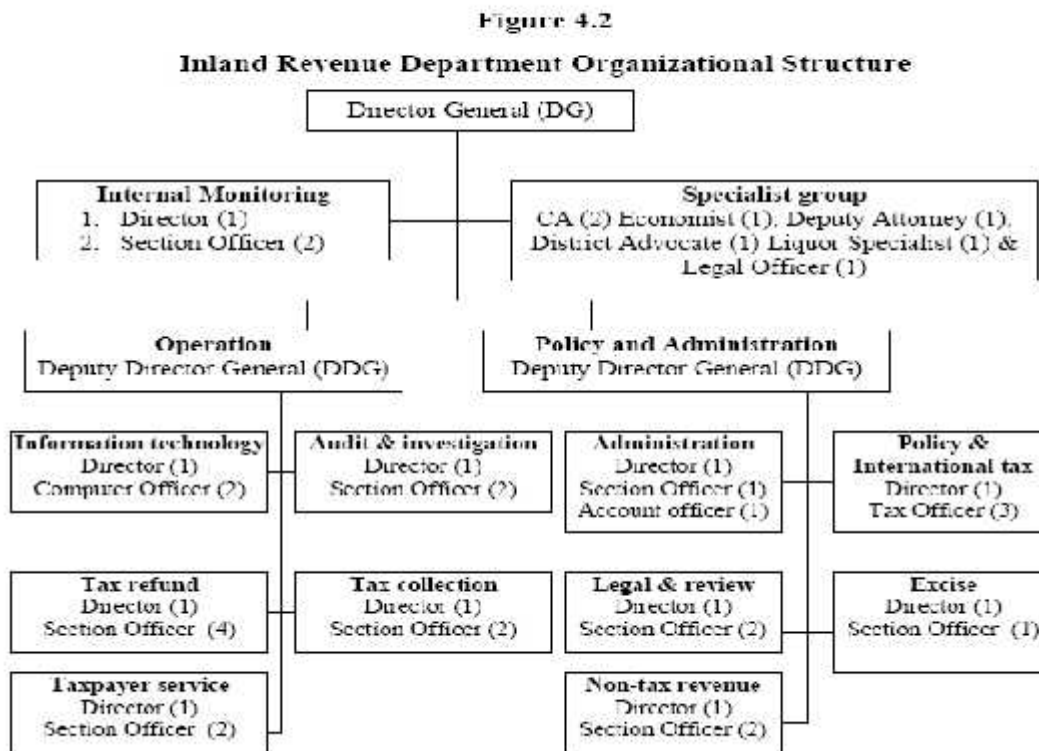 Figure 4.2
Inland Revenue Department Organizational Structure
Director General (DG)
Internal Monitoring
1. Director (1)
2. Section Officer (2)
Specialist group
CA (2) Economist (1), Deputy Attorney (1),
District Advocate (1) Liquor Specialist (1) &
Legal Officer (1)
Operation
Deputy Director General (DDG)
Policy and Administration
Deputy Director General (DDG)
Information technology
Director (1)
Computer Officer (2)
Audit & investigation
Director (1)
Section Officer (2)
Administration
Director (1)
Section Officer (1)
Account officer (1)
Policy &
International tax
Director (1)
Tax Officer (3)
Tax refund
Director (1)
Section Officer (4)
Tax collection
Director (1)
Section Officer (2)
Legal & review
Director (1)
Section Officer (2)
Excise
Director (1)
Section Officer (1)
Taxpayer service
Director (1)
Section Officer (2)
Non-tax revenue
Director (1)
Section Officer (2)